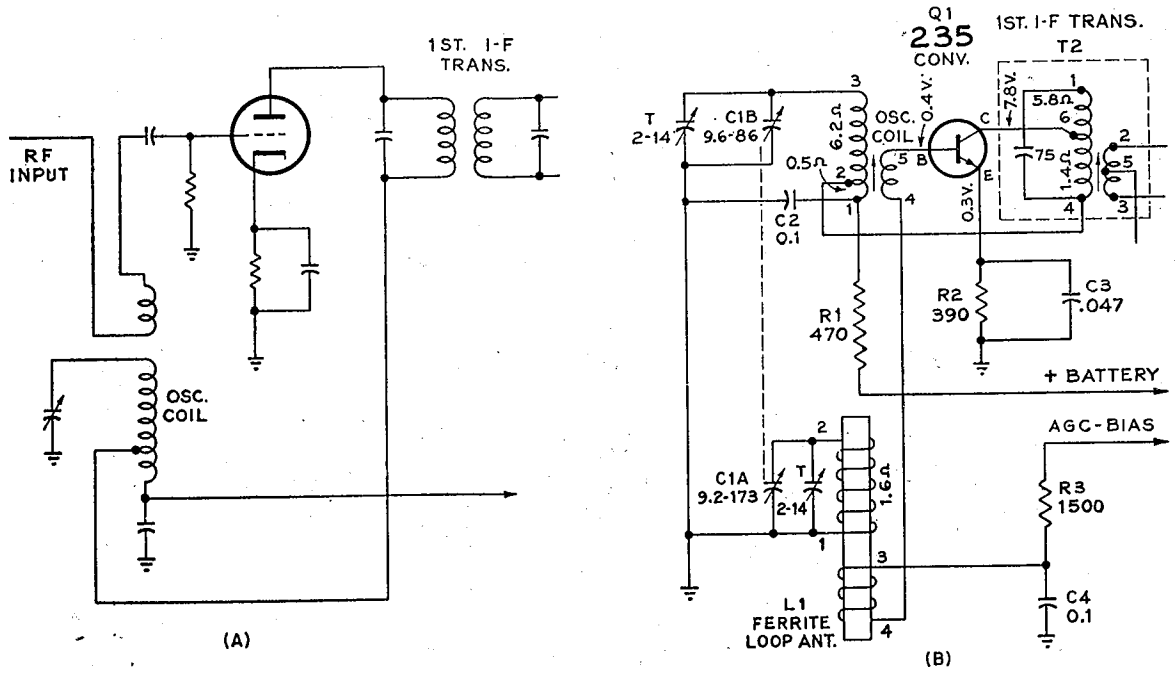 1ST. I-F
TRANS.
RF
INPUT
OSC.
COIL
(A)
Q1
235
CONV.
1ST. I-F TRANS.
T2
T
2-14
C1B
9.6-86
3
6.2Ω
OSC.
COIL
0.5Ω
2
1
5
4
0.4V.
B
C
E
7.8V.
0.3V.
1
5.8Ω
6
75
1.4Ω
4
2
5
3
C2
0.1
R1
470
R2
390
C3
.047
+ BATTERY
AGC-BIAS
2
C1A
9.2-173
T
2-14
1.6Ω
1
3
R3
1500
C4
0.1
L1
FERRITE
LOOP ANT.
4
(B)